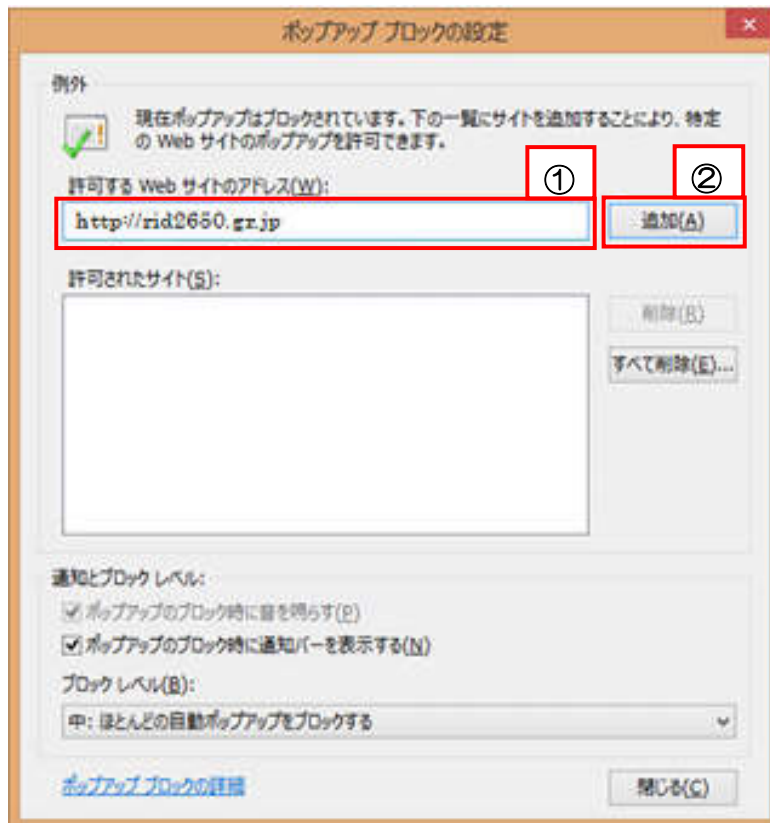 ポップアップ ブロックの設定
例外
現在ポップアップはブロックされています。下の一覧にサイトを追加することにより、特定
の Web サイトのポップアップを許可できます。
許可する Web サイトのアドレス(W):
①
②
http://rid2650.gr.jp
追加(A)
許可されたサイト(S):
削除(R)
すべて削除(E)...
通知とブロック レベル:
ポップアップのブロック時に音を鳴らす(P)
ポップアップのブロック時に通知バーを表示する(N)
ブロック レベル(B):
中: ほとんどの自動ポップアップをブロックする
ポップアップ ブロックの詳細
閉じる(C)